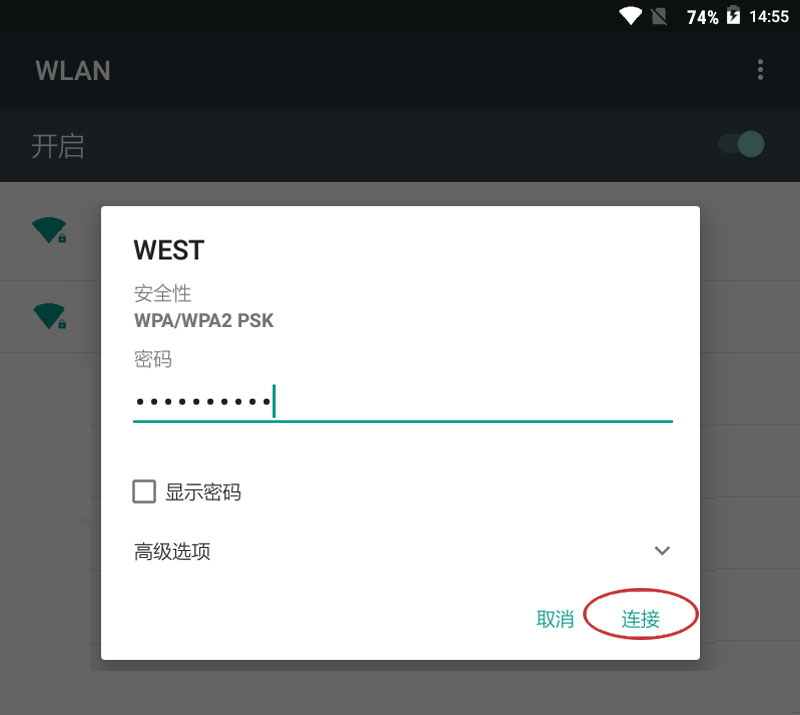 74% 14:55
WLAN
开启
WEST
安全性
WPA/WPA2 PSK
密码
••••••••••
显示密码
高级选项
取消 连接